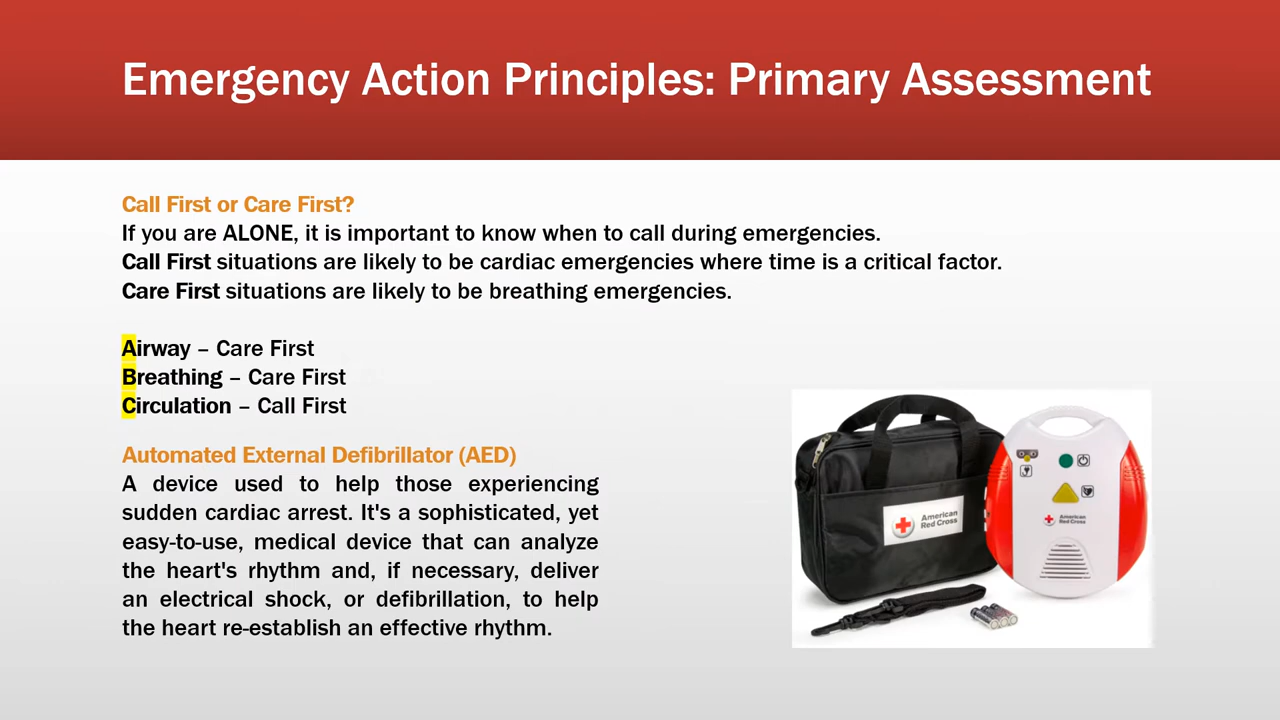 Emergency Action Principles: Primary Assessment
Call First or Care First?
If you are ALONE, it is important to know when to call during emergencies.
Call First situations are likely to be cardiac emergencies where time is a critical factor.
Care First situations are likely to be breathing emergencies.
Airway – Care First
Breathing – Care First
Circulation – Call First
Automated External Defibrillator (AED)
A device used to help those experiencing
sudden cardiac arrest. It's a sophisticated, yet
easy-to-use, medical device that can analyze
the heart's rhythm and, if necessary, deliver
an electrical shock, or defibrillation, to help
the heart re-establish an effective rhythm.
American
Red Cross
American
Red Cross